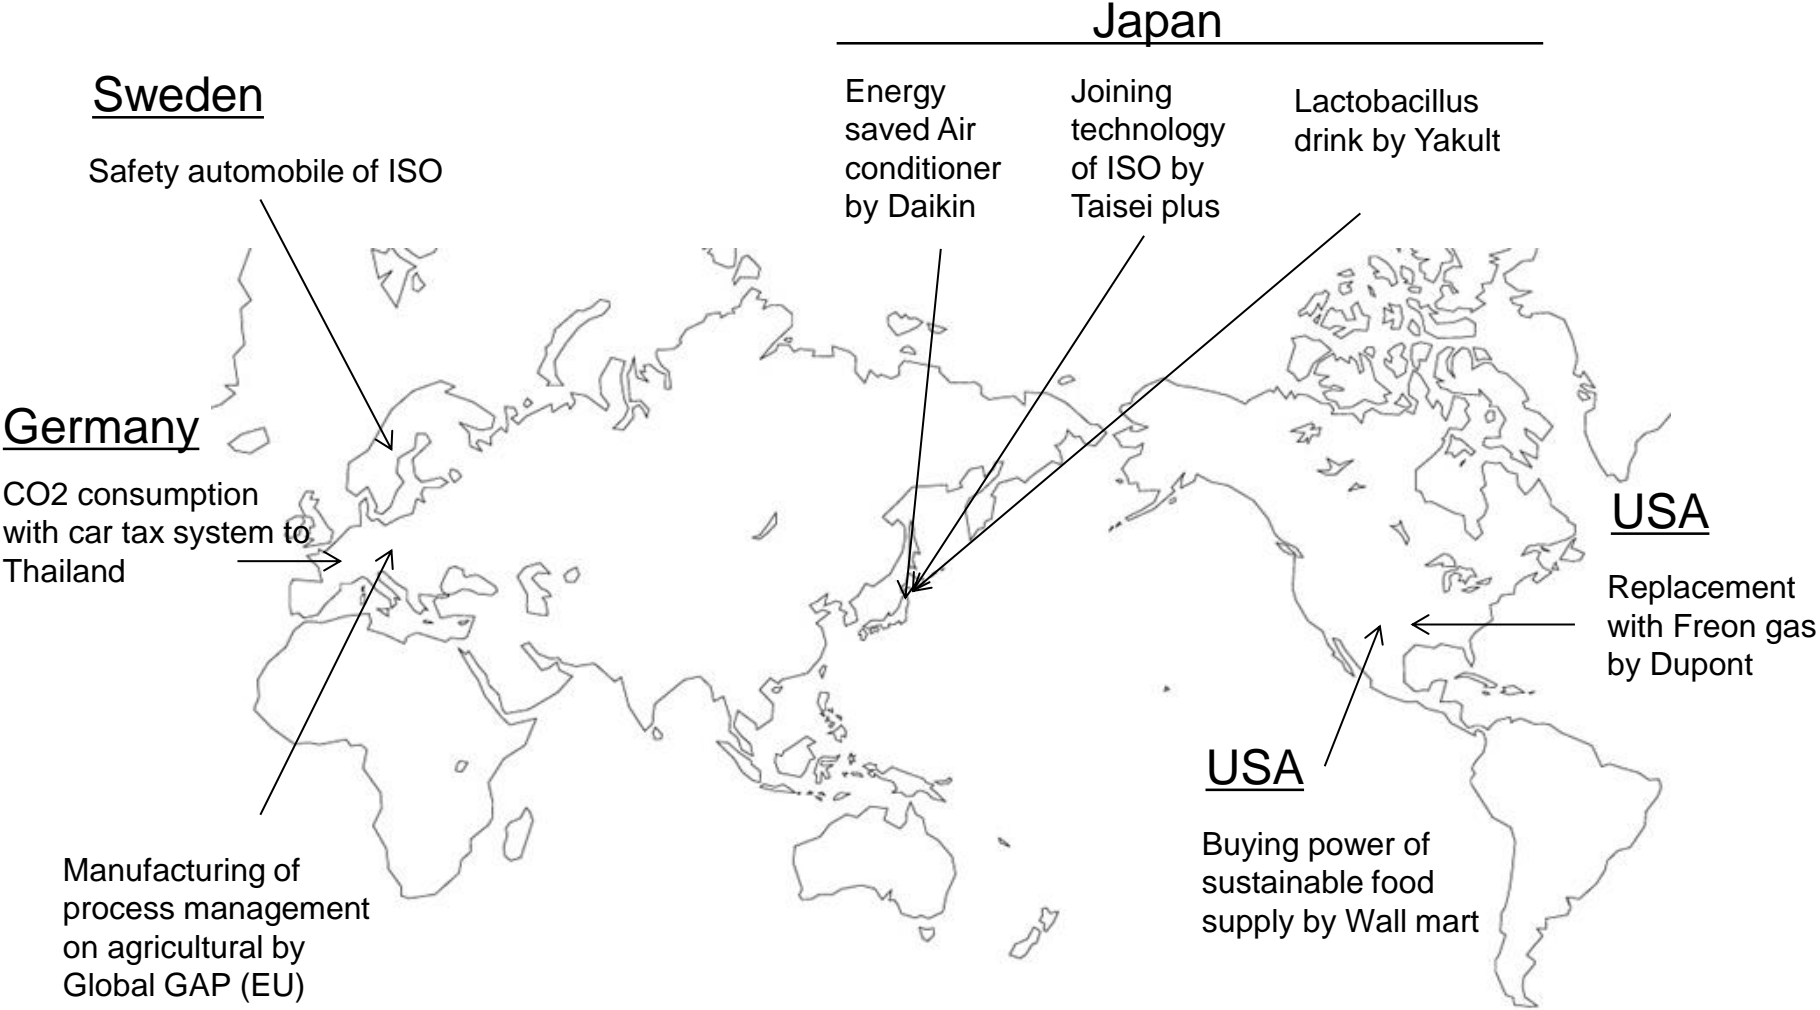 Japan
Sweden
Safety automobile of ISO
Energy
saved Air
conditioner
by Daikin
Joining
technology
of ISO by
Taisei plus
Lactobacillus
drink by Yakult
Germany
CO2 consumption
with car tax system to
Thailand
USA
Replacement
with Freon gas
by Dupont
USA
Buying power of
sustainable food
supply by Wall mart
Manufacturing of
process management
on agricultural by
Global GAP (EU)